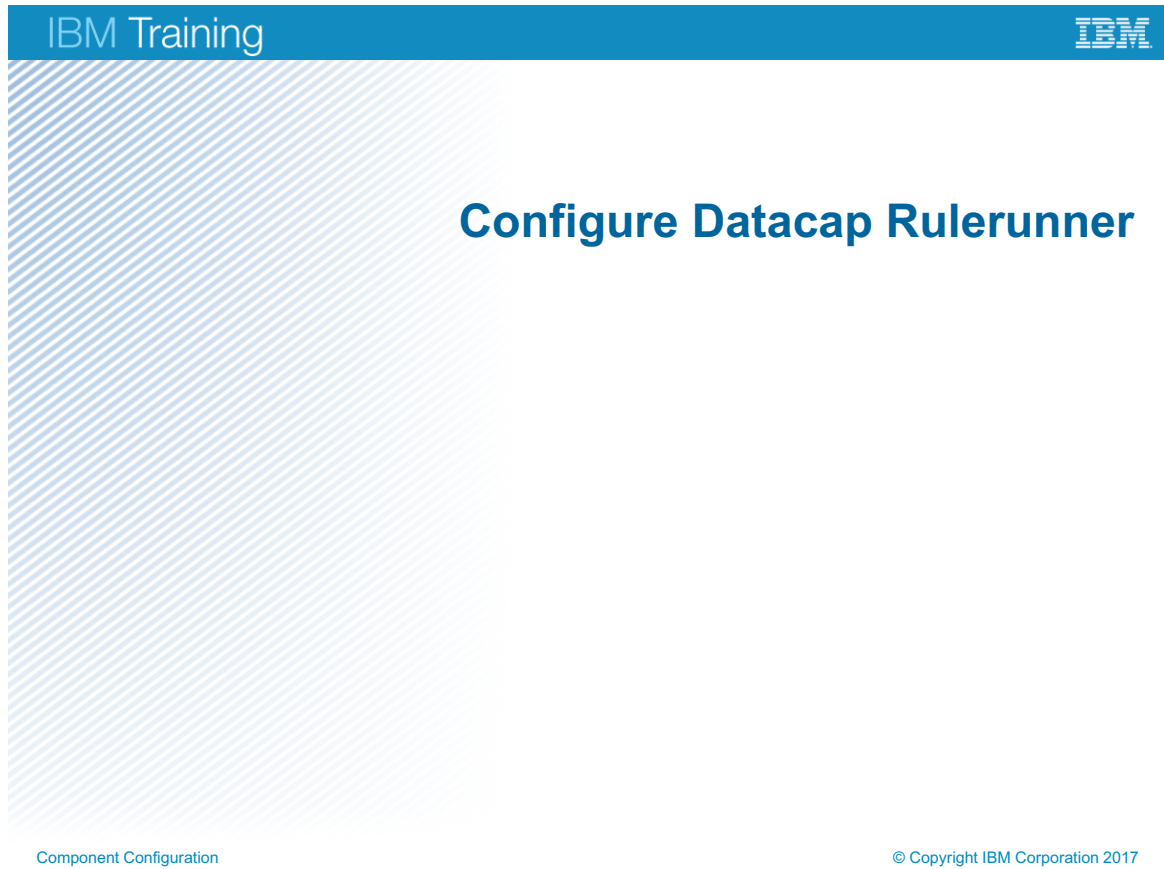 IBM Training
IBM
Configure Datacap Rulerunner
Component Configuration
© Copyright IBM Corporation 2017